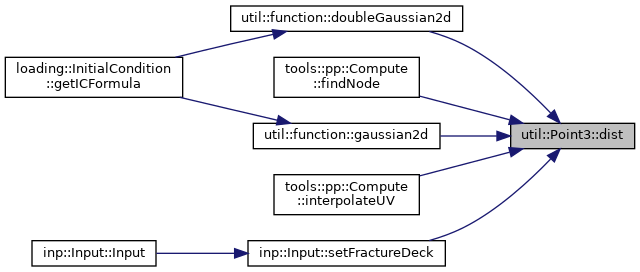 util::function::doubleGaussian2d
loading::InitialCondition
::getICFormula
tools::pp::Compute
::findNode
util::function::gaussian2d
util::Point3::dist
tools::pp::Compute
::interpolateUV
inp::Input::Input
inp::Input::setFractureDeck